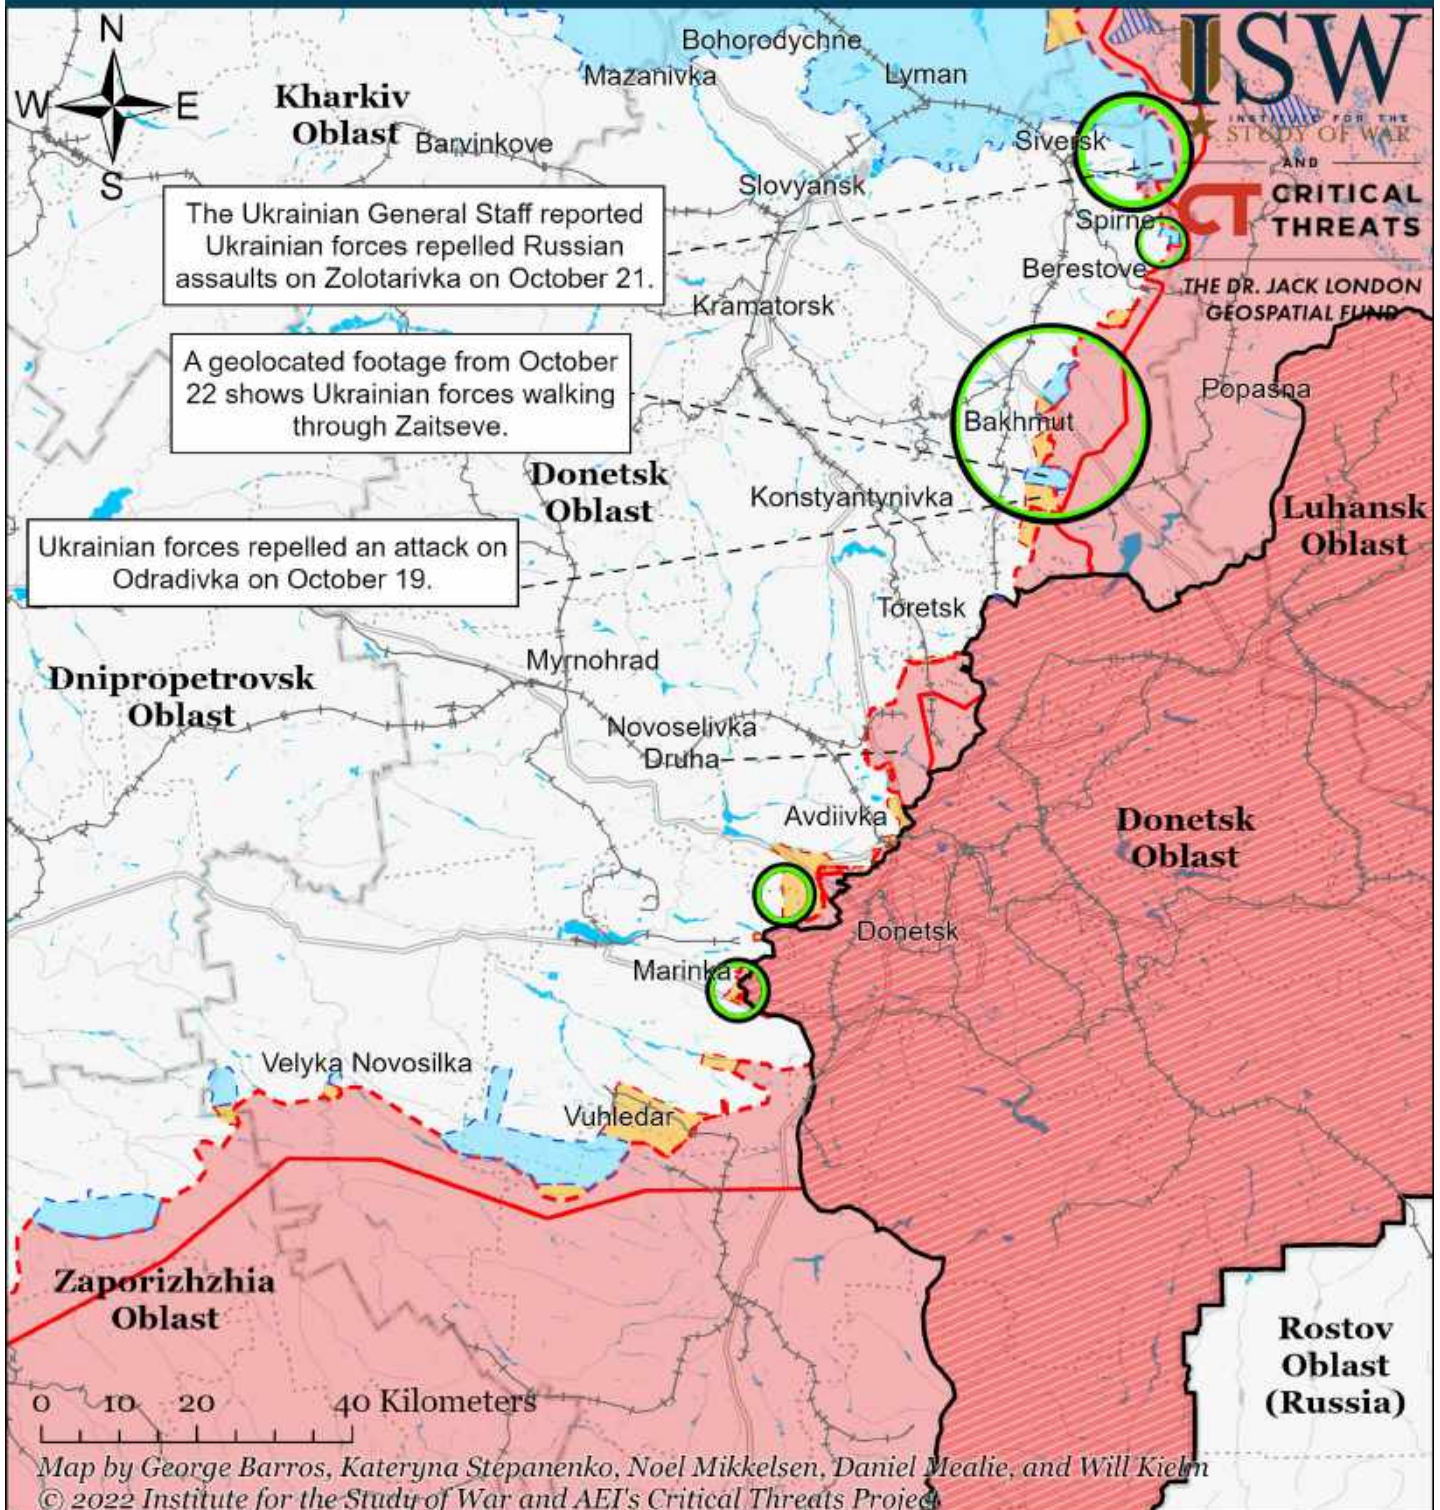 N
W
E
S
Kharkiv
Oblast
Barvinkove
Bohorodychne
Mazanivka
Lyman
Siversk
Slovyansk
Spirne
Berestove
Kramatorsk
ISW
INSTITUTE FOR THE
STUDY OF WAR
AND
CT CRITICAL
THREATS
THE DR. JACK LONDON
GEOSPATIAL FUND
The Ukrainian General Staff reported
Ukrainian forces repelled Russian
assaults on Zolotarivka on October 21.
A geolocated footage from October
22 shows Ukrainian forces walking
through Zaitseve.
Popasna
Bakhmut
Donetsk
Oblast
Konstyantynivka
Luhansk
Oblast
Ukrainian forces repelled an attack on
Odradivka on October 19.
Toretsk
Myrnohrad
Dnipropetrovsk
Oblast
Novoselivka
Druha
Avdiivka
Donetsk
Oblast
Donetsk
Marinka
Velyka Novosilka
Vuhledar
Zaporizhzhia
Oblast
Rostov
Oblast
(Russia)
0 10 20 40 Kilometers
Map by George Barros, Kateryna Stepanenko, Noel Mikkelsen, Daniel Mealie, and Will Kielm
© 2022 Institute for the Study of War and AEI's Critical Threats Project